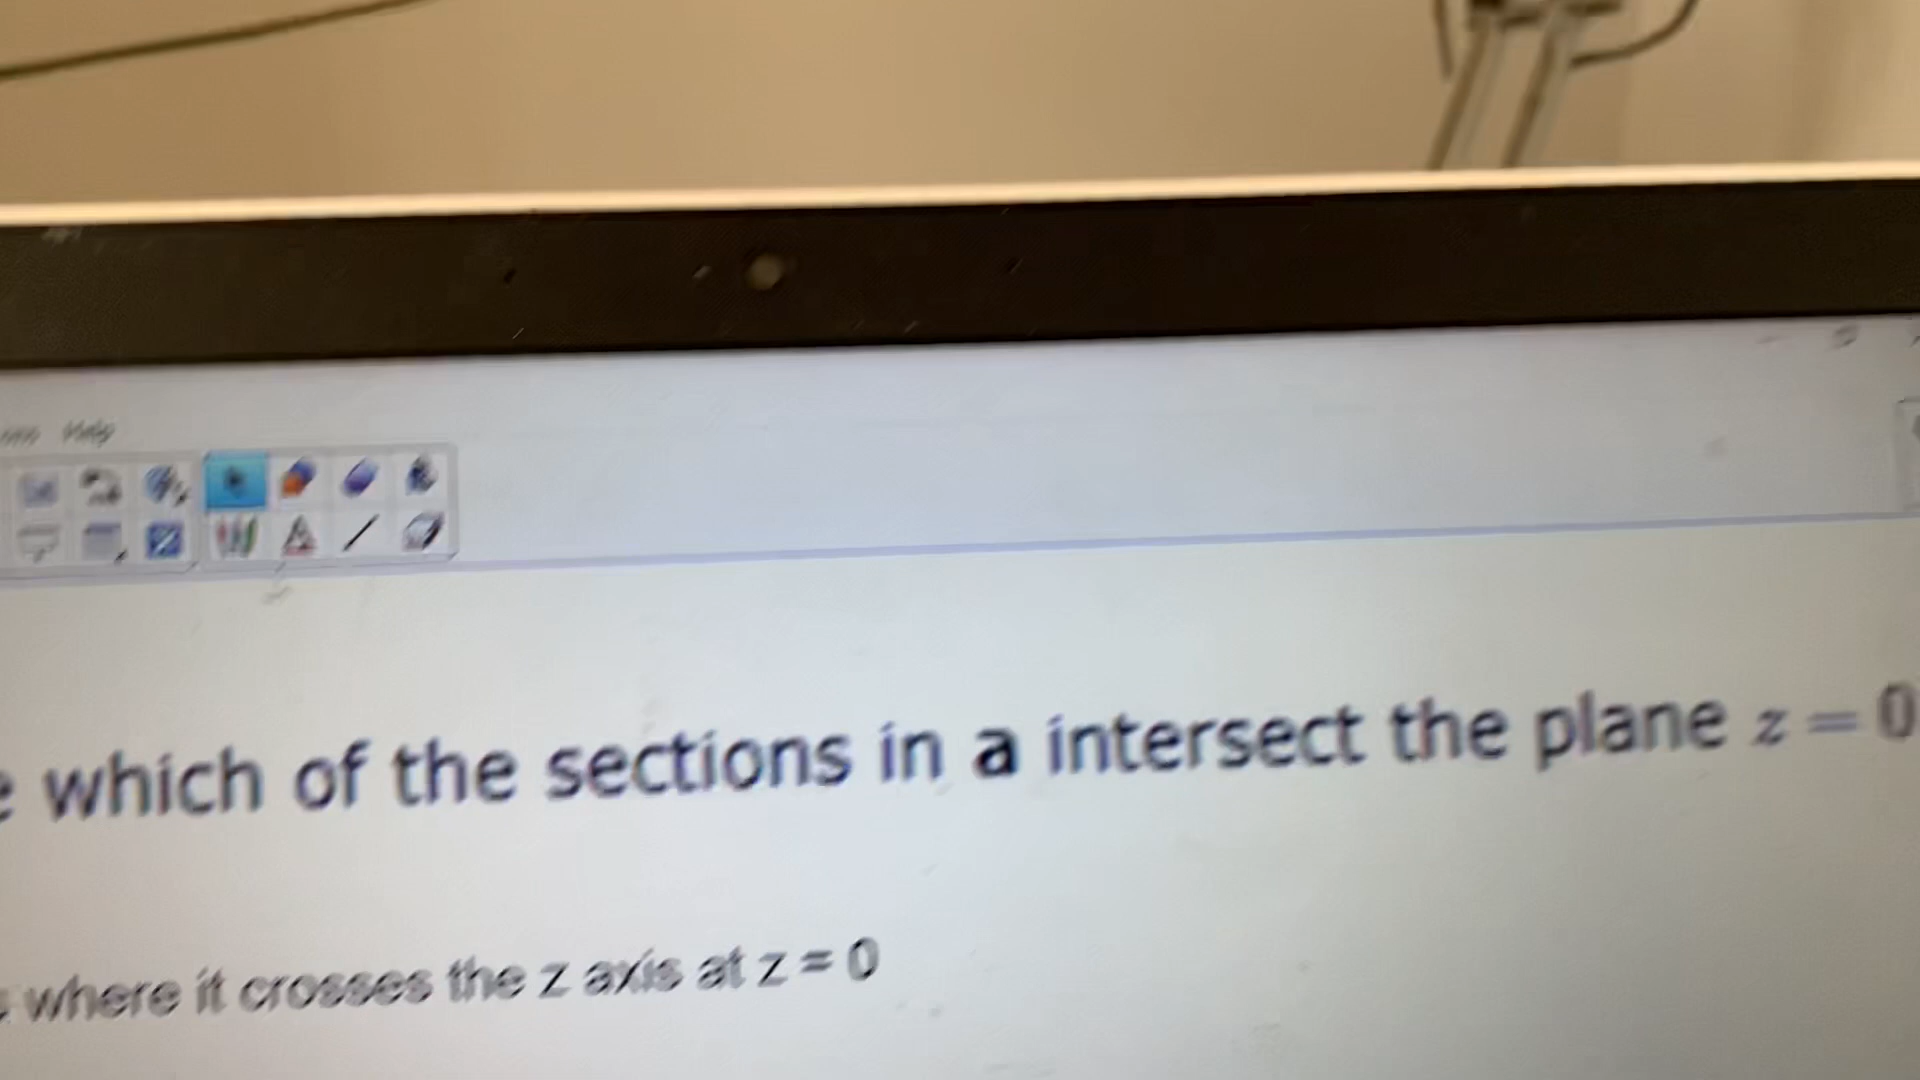 Help
which of the sections in a intersect the plane z = 0
where it crosses the z axis at z = 0